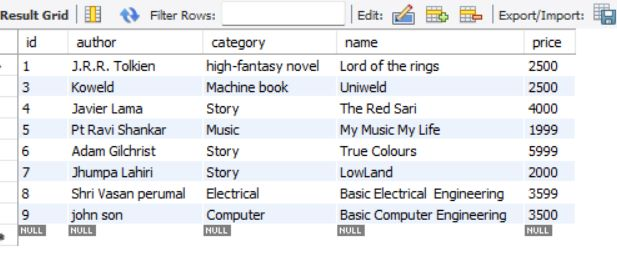 Result Grid Filter Rows: Edit: Export/Import:
id author category name price
1 J.R.R. Tolkien high-fantasy novel Lord of the rings 2500
3 Koweld Machine book Uniweld 2500
4 Javier Lama Story The Red Sari 4000
5 Pt Ravi Shankar Music My Music My Life 1999
6 Adam Gilchrist Story True Colours 5999
7 Jhumpa Lahiri Story LowLand 2000
8 Shri Vasan perumal Electrical Basic Electrical Engineering 3599
9 john son Computer Basic Computer Engineering 3500
NULL NULL NULL NULL NULL